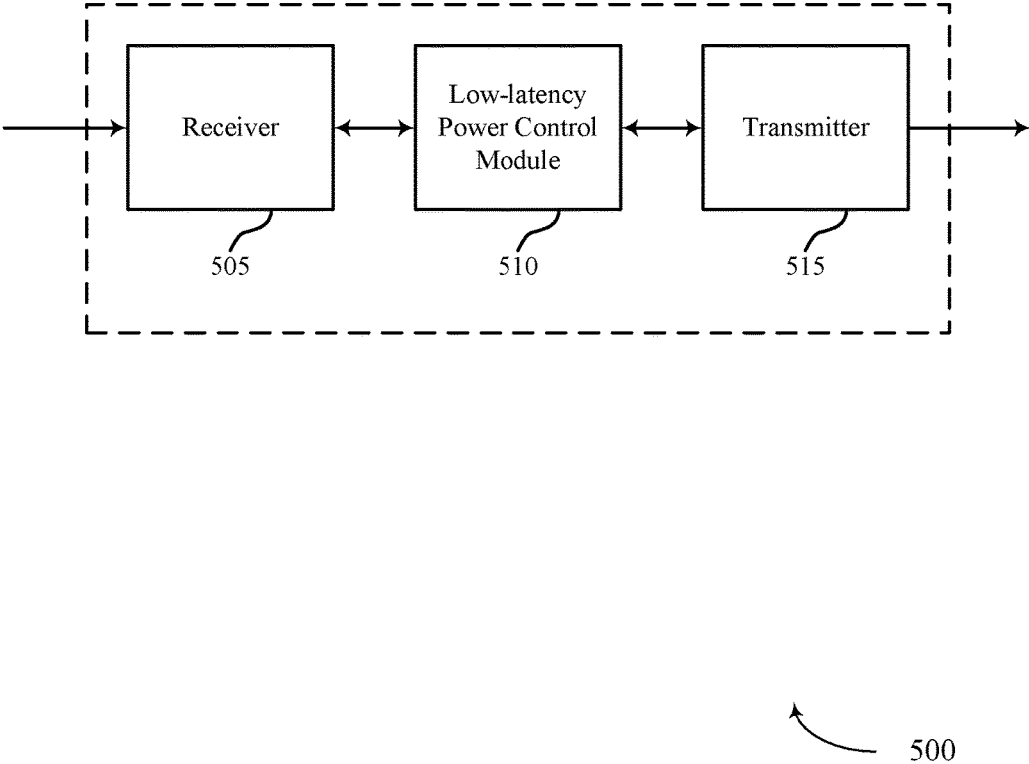 Receiver
Low-latency
Power Control
Module
Transmitter
505
510
515
500